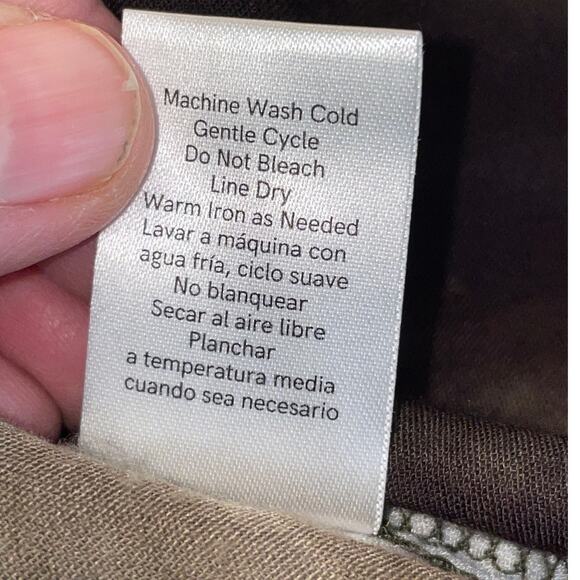 Machine Wash Cold
Gentle Cycle
Do Not Bleach
Line Dry
Warm Iron as Needed
Lavar a máquina con
agua fría, ciclo suave
No blanquear
Secar al aire libre
Planchar
a temperatura media
cuando sea necesario